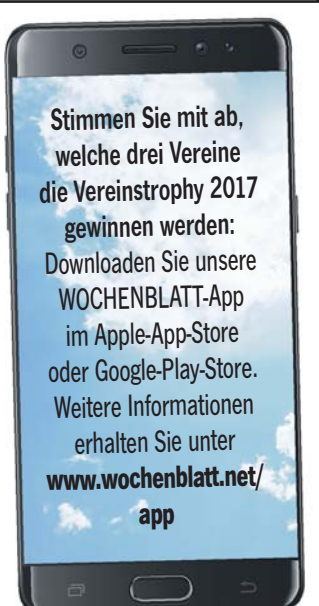 Stimmen Sie mit ab,
welche drei Vereine
die Vereinstrophy 2017
gewinnen werden:
Downloaden Sie unsere
WOCHENBLATT-App
im Apple-App-Store
oder Google-Play-Store.
Weitere Informationen
erhalten Sie unter
www.wochenblatt.net/
app